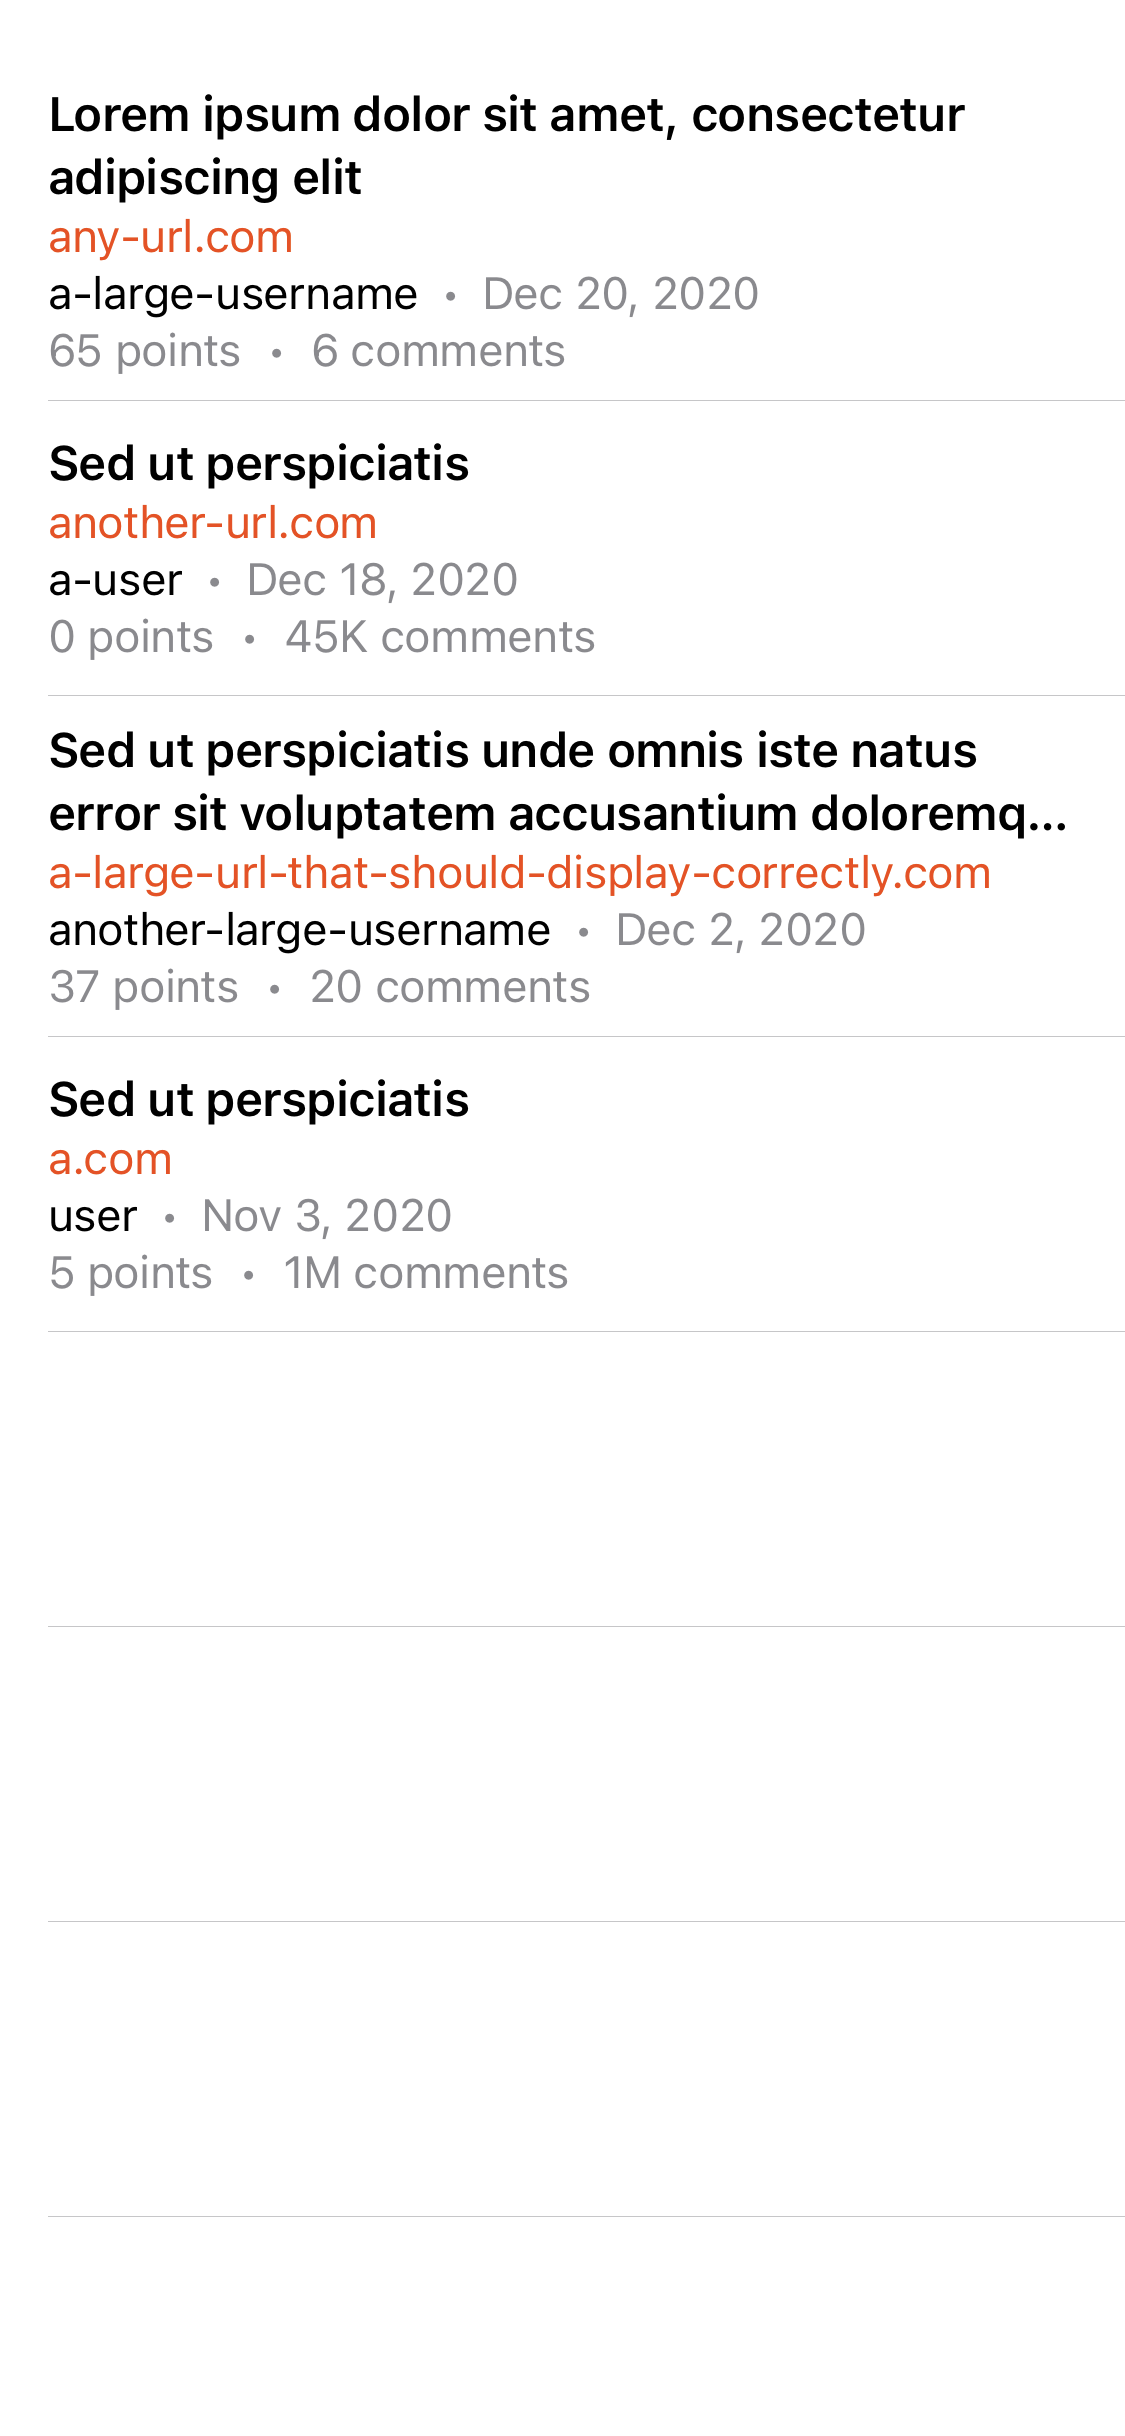 Lorem ipsum dolor sit amet, consectetur
adipiscing elit
any-url.com
a-large-username • Dec 20, 2020
65 points • 6 comments
Sed ut perspiciatis
another-url.com
a-user • Dec 18, 2020
0 points • 45K comments
Sed ut perspiciatis unde omnis iste natus
error sit voluptatem accusantium doloremq...
a-large-url-that-should-display-correctly.com
another-large-username • Dec 2, 2020
37 points • 20 comments
Sed ut perspiciatis
a.com
user • Nov 3, 2020
5 points • 1M comments